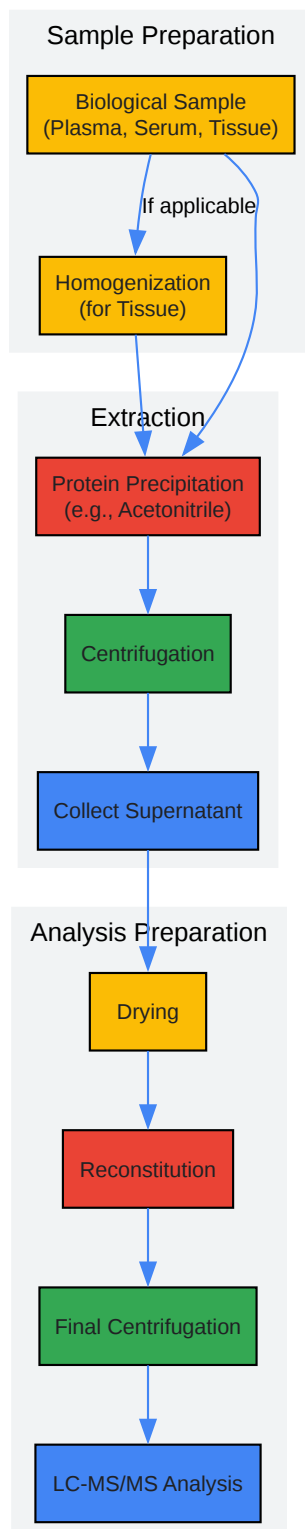 Sample Preparation
Biological Sample
(Plasma, Serum, Tissue)
If applicable
Homogenization
(for Tissue)
Extraction
Protein Precipitation
(e.g., Acetonitrile)
Centrifugation
Collect Supernatant
Analysis Preparation
Drying
Reconstitution
Final Centrifugation
LC-MS/MS Analysis